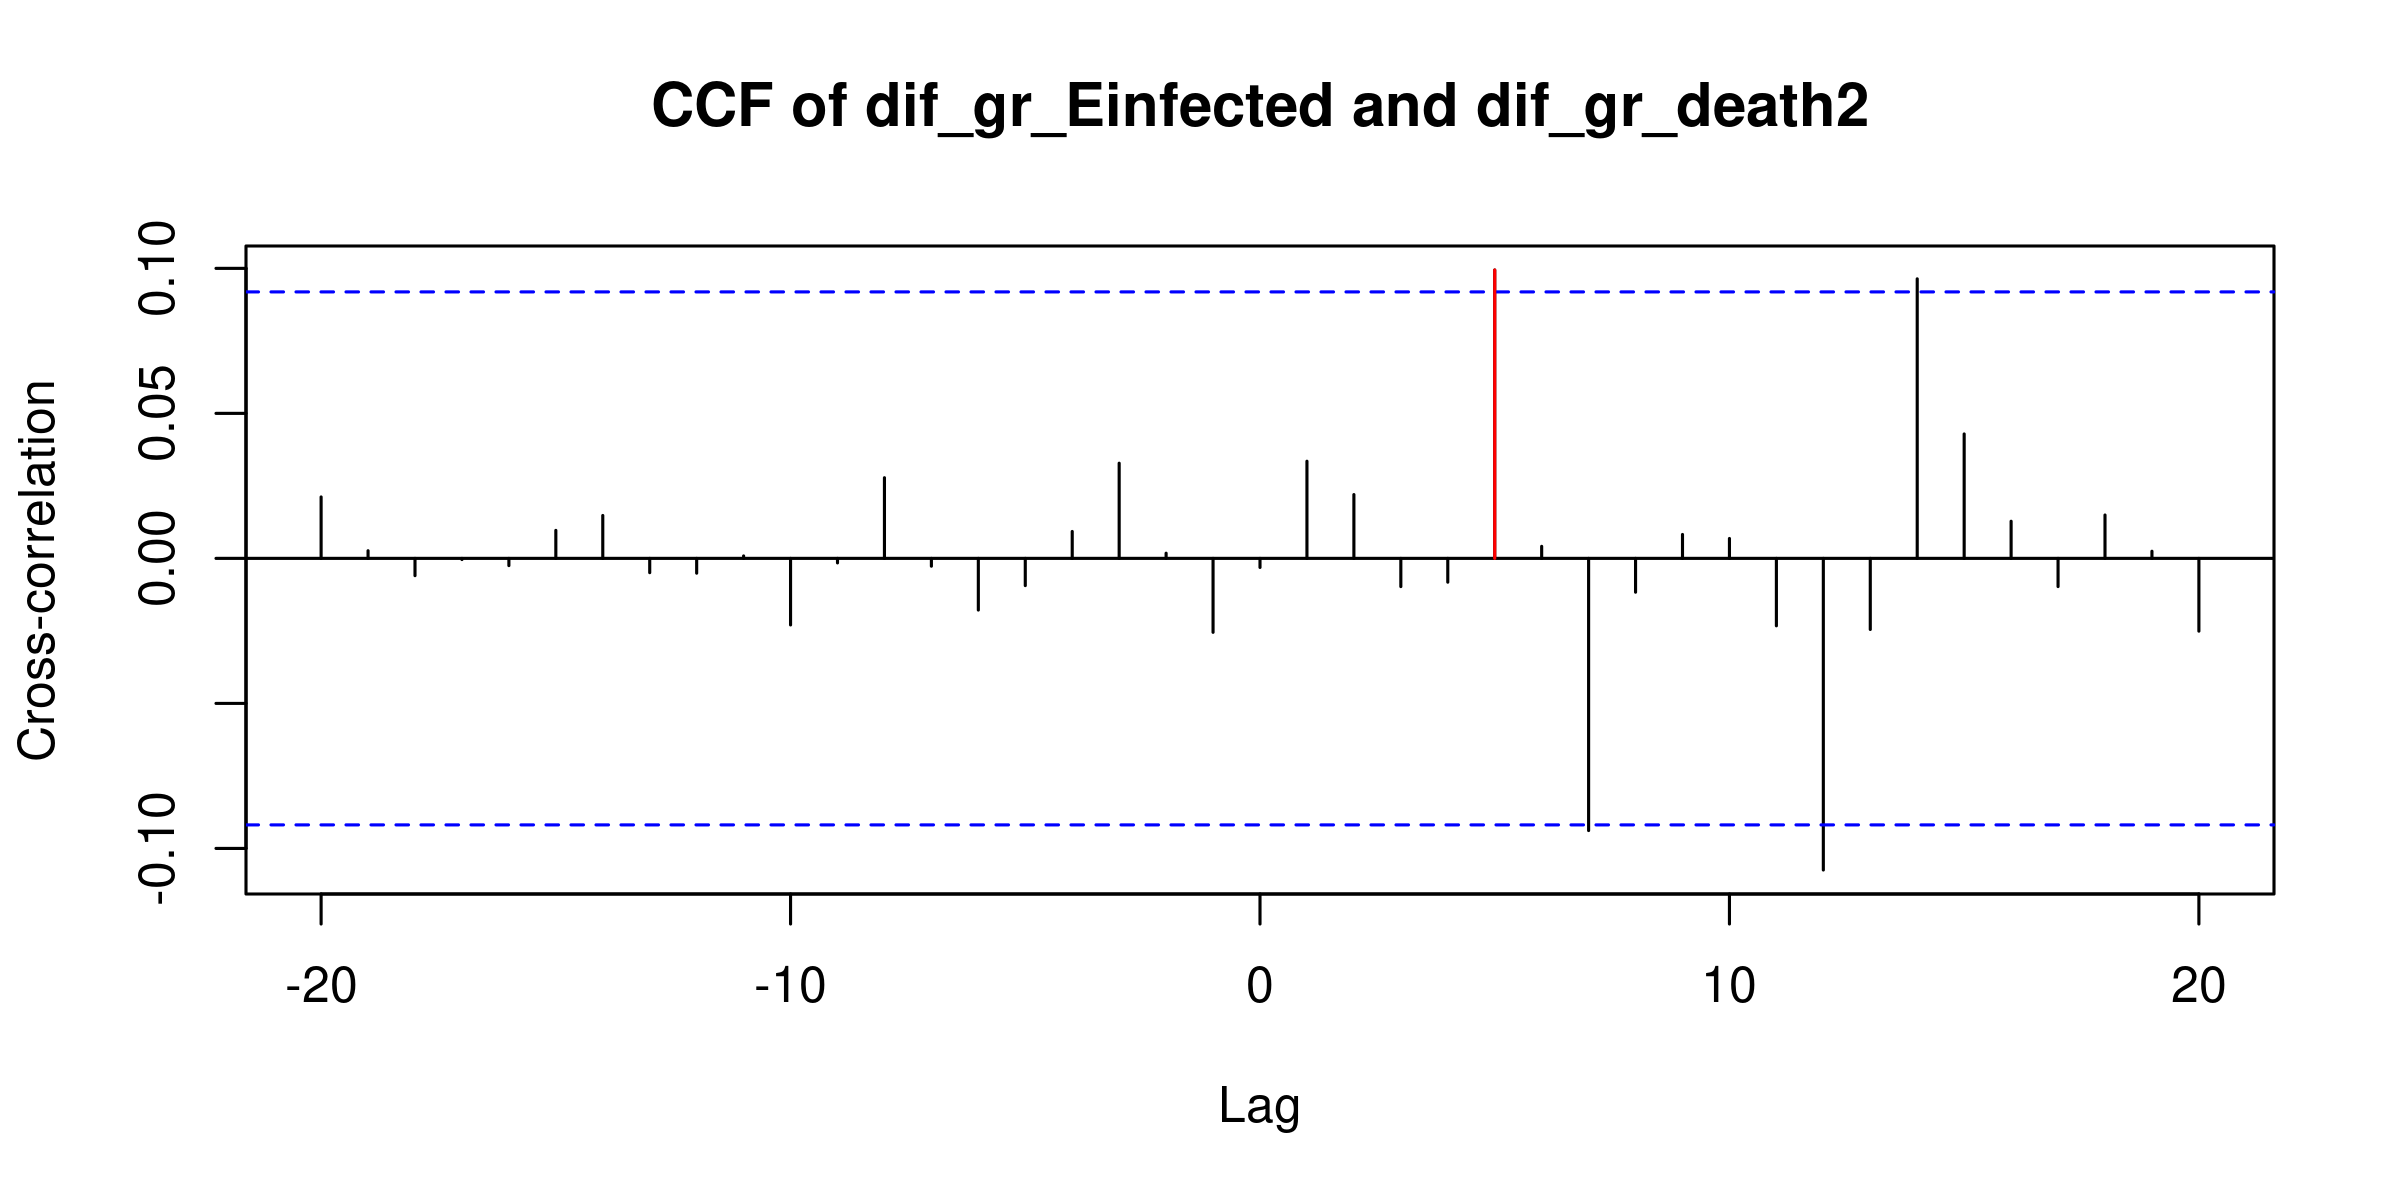 CCF of dif_gr_Einfected and dif_gr_death2
Cross-correlation
0.10
0.05
0.00
-0.10
-20 -10 0 10 20
Lag